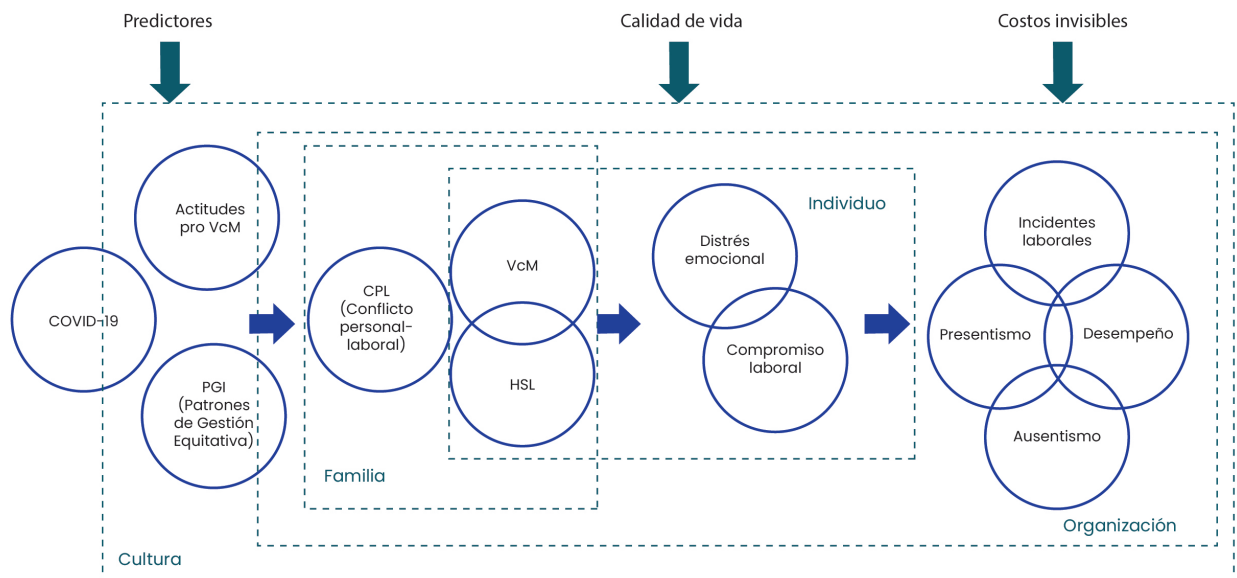 Predictores
Calidad de vida
Costos invisibles
Actitudes
pro VcM
COVID-19
PGI
(Patrones
de Gestión
Equitativa)
CPL
(Conflicto
personal-
laboral)
VcM
HSL
Familia
Individuo
Distrés
emocional
Compromiso
laboral
Incidentes
laborales
Presentismo
Desempeño
Ausentismo
Organización
Cultura